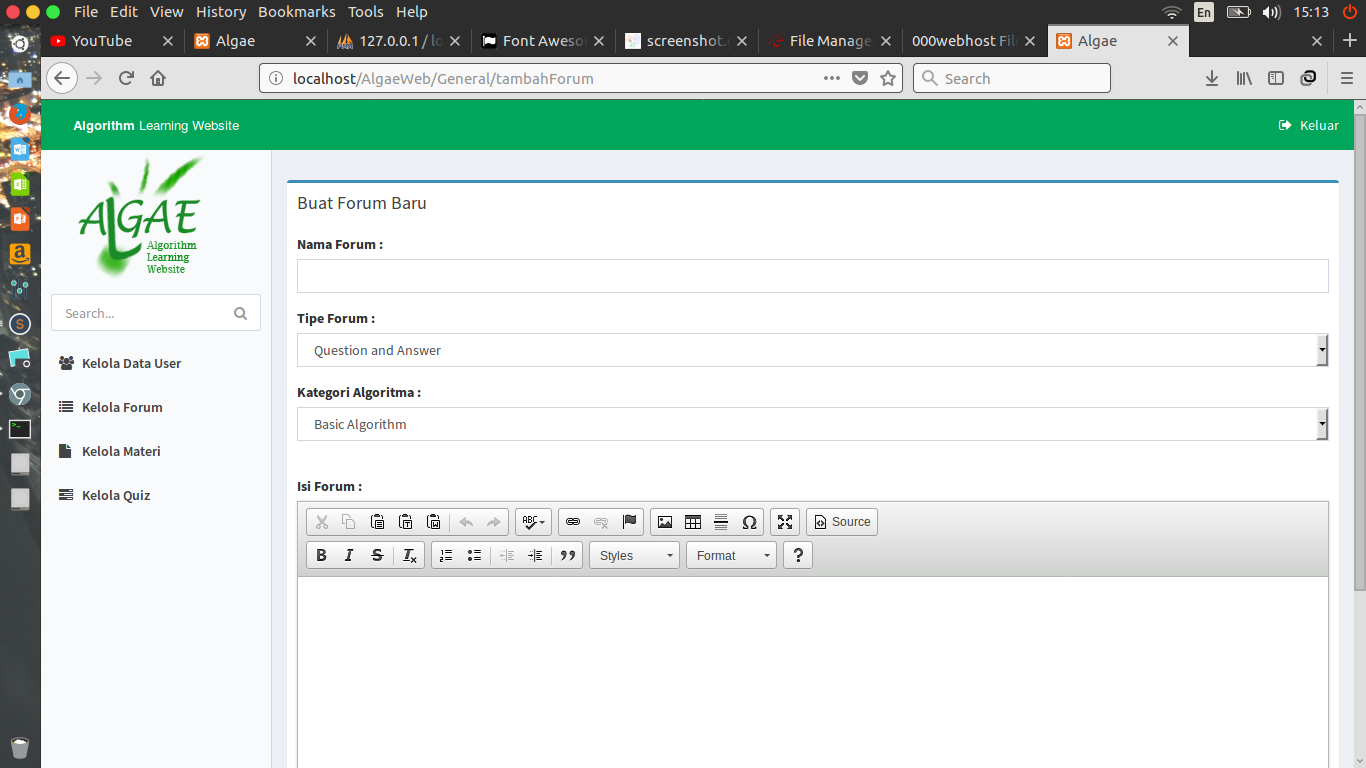 File Edit View History Bookmarks Tools Help
En 15:13
YouTube
Algae
127.0.0.1 / lo
Font Aweso
screenshot.
File Manage
000webhost Fil
Algae
localhost/AlgaeWeb/General/tambahForum
Search
Algorithm Learning Website
Keluar
ALGAE
Algorithm
Learning
Website
Search...
Kelola Data User
Kelola Forum
Kelola Materi
Kelola Quiz
Buat Forum Baru
Nama Forum :
Tipe Forum :
Question and Answer
Kategori Algoritma :
Basic Algorithm
Isi Forum :
ABC
Ω
Source
B I S Tx
Styles
Format
?